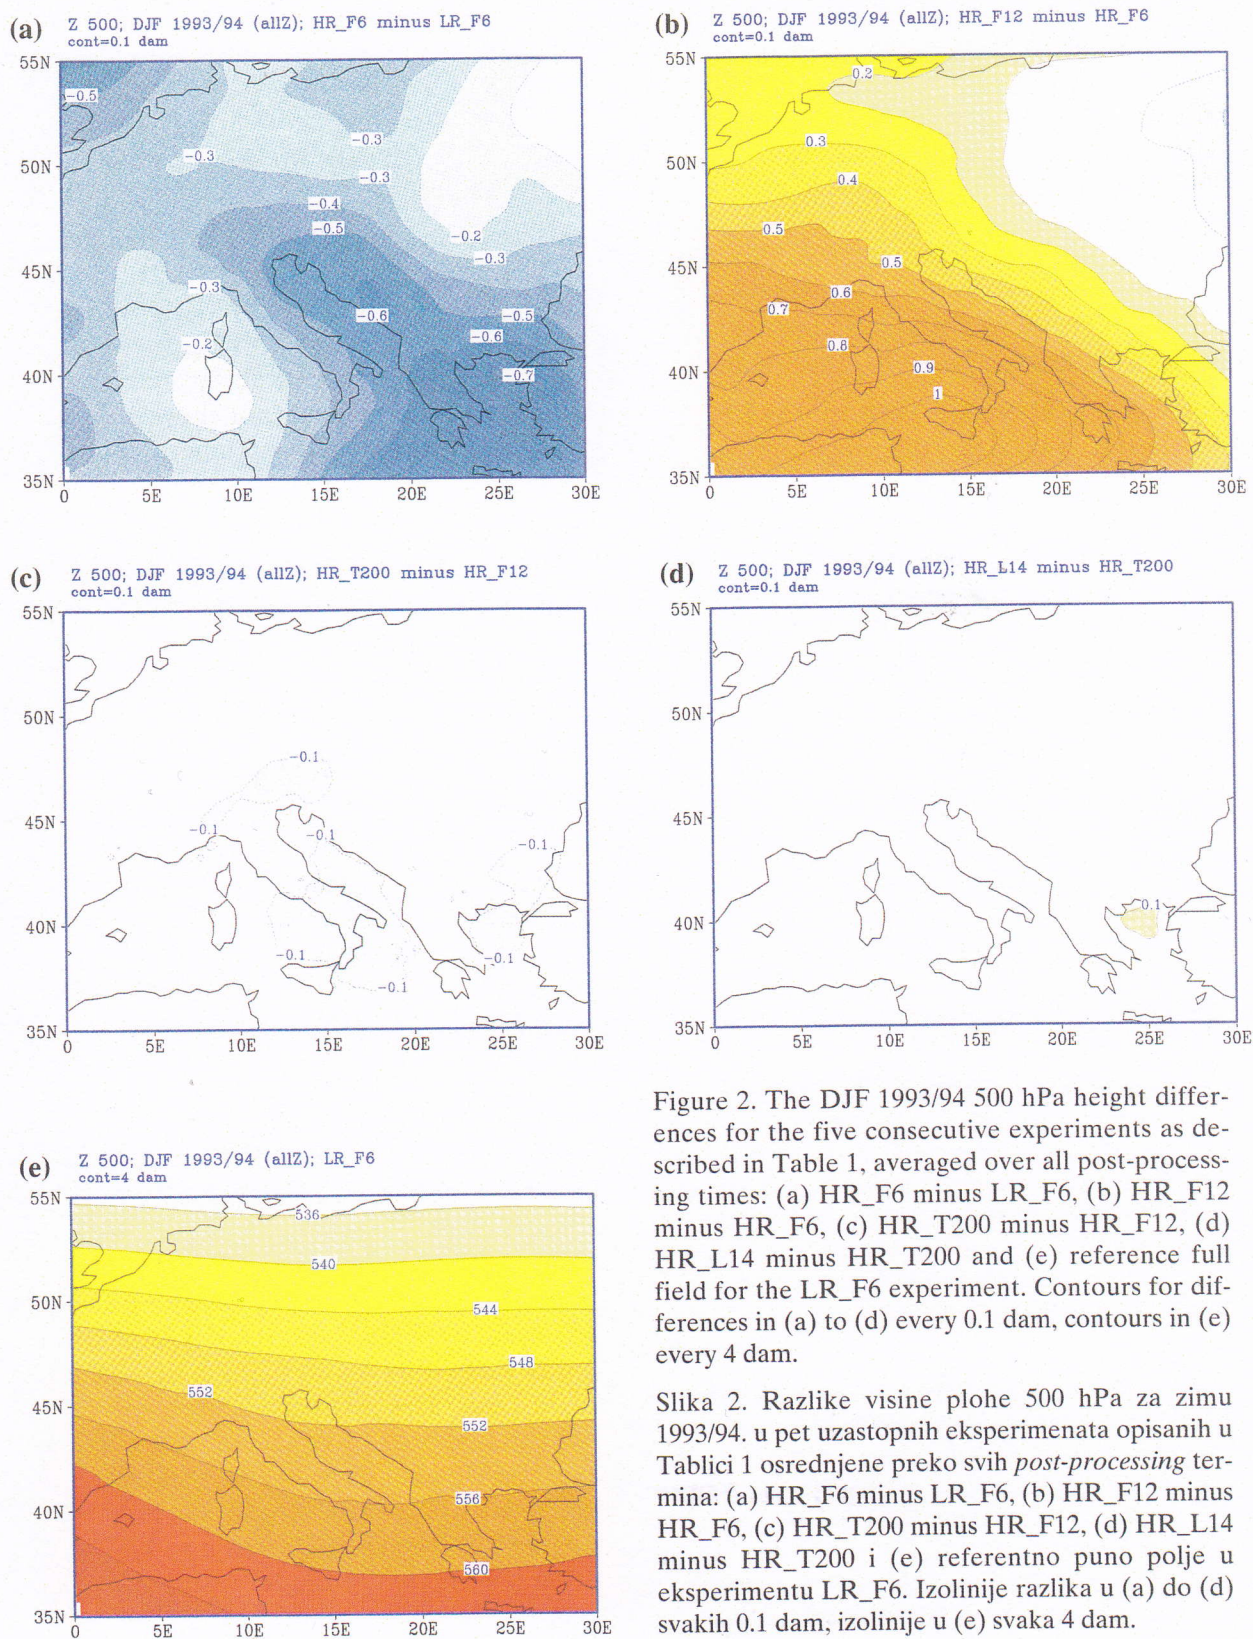 (a) Z 500; DJF 1993/94 (allZ); HR_F6 minus LR_F6
cont=0.1 dam
55N
50N
45N
40N
35N
0 5E 10E 15E 20E 25E 30E
−0.5
−0.3
−0.3
−0.3
−0.4
−0.5
−0.2
−0.3
−0.3
−0.6
−0.5
−0.6
−0.2
−0.7
(b) Z 500; DJF 1993/94 (allZ); HR_F12 minus HR_F6
cont=0.1 dam
55N
50N
45N
40N
35N
0 5E 10E 15E 20E 25E 30E
0.2
0.3
0.4
0.5
0.5
0.6
0.7
0.8
0.9
1
(c) Z 500; DJF 1993/94 (allZ); HR_T200 minus HR_F12
cont=0.1 dam
55N
50N
45N
40N
35N
0 5E 10E 15E 20E 25E 30E
−0.1
−0.1
−0.1
−0.1
−0.1
−0.1
−0.1
(d) Z 500; DJF 1993/94 (allZ); HR_L14 minus HR_T200
cont=0.1 dam
55N
50N
45N
40N
35N
0 5E 10E 15E 20E 25E 30E
0.1
(e) Z 500; DJF 1993/94 (allZ); LR_F6
cont=4 dam
55N
50N
45N
40N
35N
0 5E 10E 15E 20E 25E 30E
536
540
544
548
552
552
556
560
Figure 2. The DJF 1993/94 500 hPa height differ-
ences for the five consecutive experiments as de-
scribed in Table 1, averaged over all post-process-
ing times: (a) HR_F6 minus LR_F6, (b) HR_F12
minus HR_F6, (c) HR_T200 minus HR_F12, (d)
HR_L14 minus HR_T200 and (e) reference full
field for the LR_F6 experiment. Contours for dif-
ferences in (a) to (d) every 0.1 dam, contours in (e)
every 4 dam.
Slika 2. Razlike visine plohe 500 hPa za zimu
1993/94. u pet uzastopnih eksperimenata opisanih u
Tablici 1 osrednjene preko svih post-processing ter-
mina: (a) HR_F6 minus LR_F6, (b) HR_F12 minus
HR_F6, (c) HR_T200 minus HR_F12, (d) HR_L14
minus HR_T200 i (e) referentno puno polje u
eksperimentu LR_F6. Izolinije razlika u (a) do (d)
svakih 0.1 dam, izolinije u (e) svaka 4 dam.